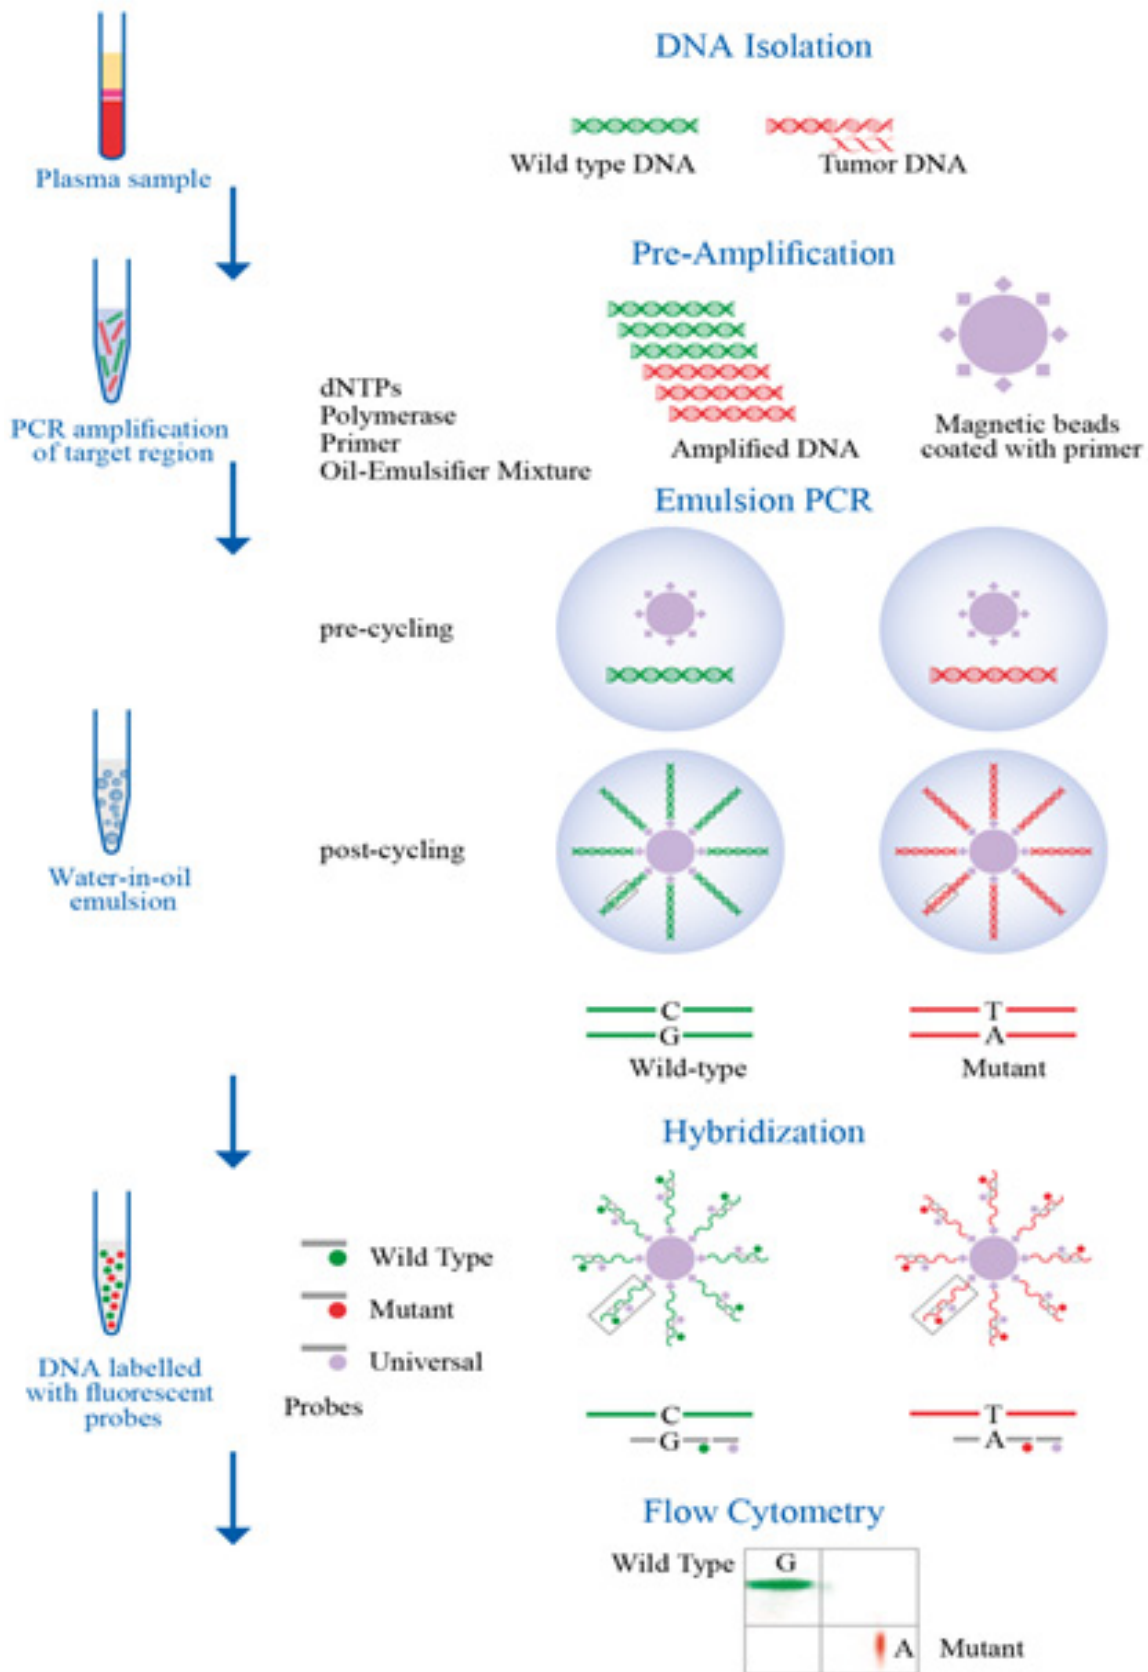 DNA Isolation
Wild type DNA
Tumor DNA
Plasma sample
Pre-Amplification
dNTPs
Polymerase
Primer
Oil-Emulsifier Mixture
PCR amplification
of target region
Amplified DNA
Magnetic beads
coated with primer
Emulsion PCR
pre-cycling
post-cycling
Water-in-oil
emulsion
C
G
Wild-type
T
A
Mutant
Hybridization
Wild Type
Mutant
Universal
Probes
DNA labelled
with fluorescent
probes
C
G
T
A
Flow Cytometry
Wild Type
G
A
Mutant